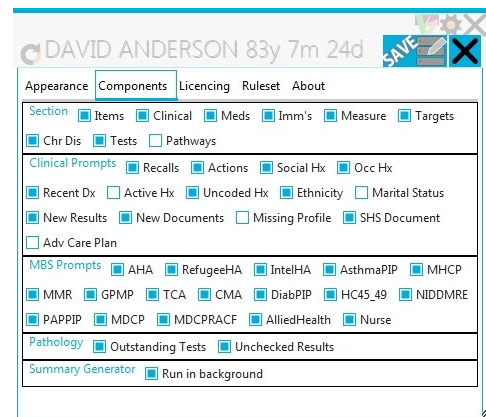 DAVID ANDERSON 83y 7m 24d SAVE
Appearance Components Licencing Ruleset About
Section Items Clinical Meds Imm's Measure Targets
Chr Dis Tests Pathways
Clinical Prompts Recalls Actions Social Hx Occ Hx
Recent Dx Active Hx Uncoded Hx Ethnicity Marital Status
New Results New Documents Missing Profile SHS Document
Adv Care Plan
MBS Prompts AHA RefugeeHA IntelHA AsthmaPIP MHCP
MMR GPMP TCA CMA DiabPIP HC45_49 NIDDMRE
PAPPIP MDCP MDCPRACF AlliedHealth Nurse
Pathology Outstanding Tests Unchecked Results
Summary Generator Run in background